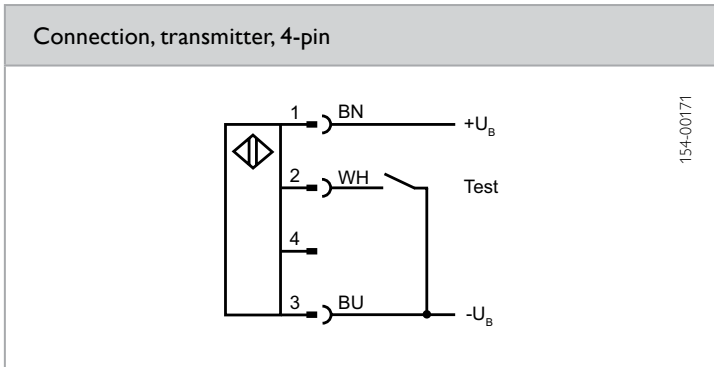 Connection, transmitter, 4-pin
1 BN +U_B
2 WH Test
4
3 BU -U_B
154-00171